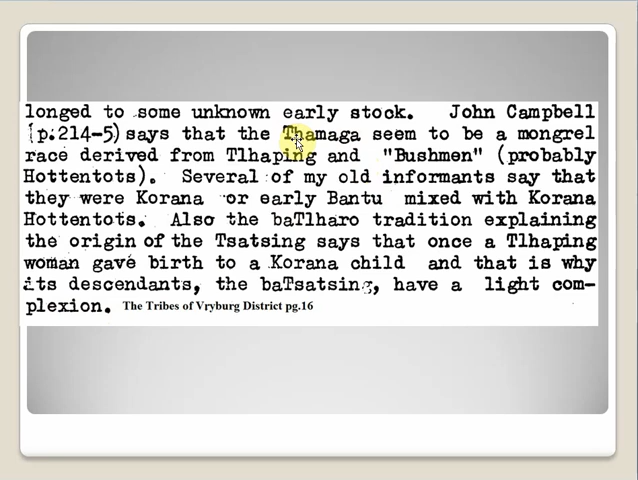 longed to some unknown early stock. John Campbell
(p.214-5) says that the Thamaga seem to be a mongrel
race derived from Tlhaping and "Bushmen" (probably
Hottentots). Several of my old informants say that
they were Korana or early Bantu mixed with Korana
Hottentots. Also the baTlharo tradition explaining
the origin of the Tsatsing says that once a Tlhaping
woman gave birth to a Korana child and that is why
its descendants, the baTsatsing, have a light com-
plexion. The Tribes of Vryburg District pg.16